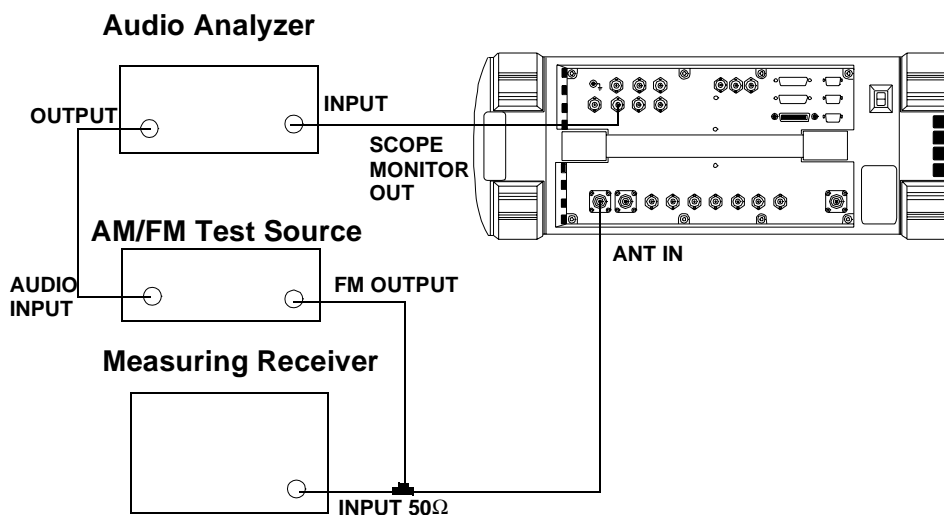 Audio Analyzer
OUTPUT
INPUT
SCOPE
MONITOR
OUT
AM/FM Test Source
ANT IN
AUDIO
INPUT
FM OUTPUT
Measuring Receiver
INPUT 50Ω